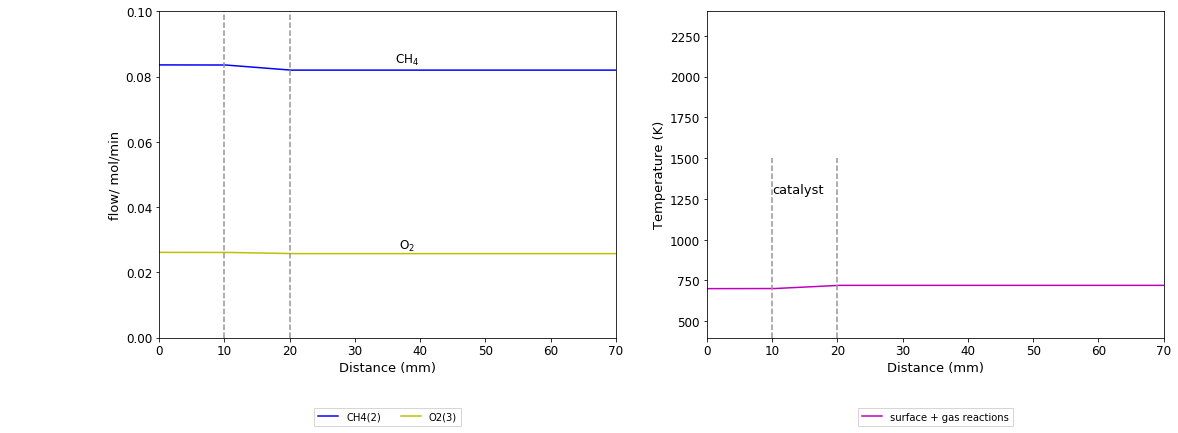 flow/ mol/min
0.10
0.08
0.06
0.04
0.02
0.00
CH₄
O₂
0 10 20 30 40 50 60 70
Distance (mm)
CH4(2) O2(3)
Temperature (K)
2250
2000
1750
1500
1250
1000
750
500
catalyst
0 10 20 30 40 50 60 70
Distance (mm)
surface + gas reactions